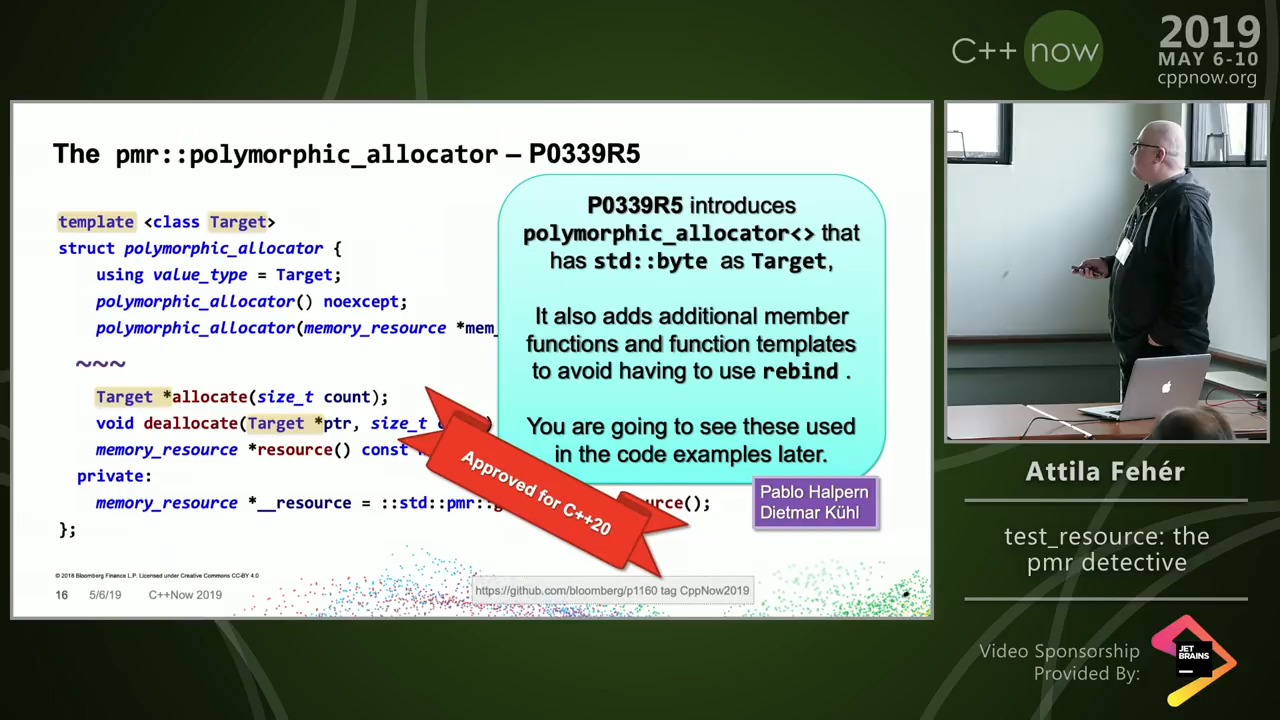 C++ now
2019
MAY 6-10
cppnow.org
The pmr::polymorphic_allocator – P0339R5
template <class Target>
struct polymorphic_allocator {
using value_type = Target;
polymorphic_allocator() noexcept;
polymorphic_allocator(memory_resource *mem_
~~~
Target *allocate(size_t count);
void deallocate(Target *ptr, size_t
memory_resource *resource() const
private:
memory_resource *__resource = ::std::pmr::
};
P0339R5 introduces
polymorphic_allocator<> that
has std::byte as Target,
It also adds additional member
functions and function templates
to avoid having to use rebind .
You are going to see these used
in the code examples later.
Approved for C++20
Pablo Halpern
Dietmar Kühl
© 2018 Bloomberg Finance L.P. Licensed under Creative Commons CC-BY 4.0
16 5/6/19 C++Now 2019
https://github.com/bloomberg/p1160 tag CppNow2019
Attila Fehér
test_resource: the
pmr detective
Video Sponsorship
Provided By:
JET
BRAINS